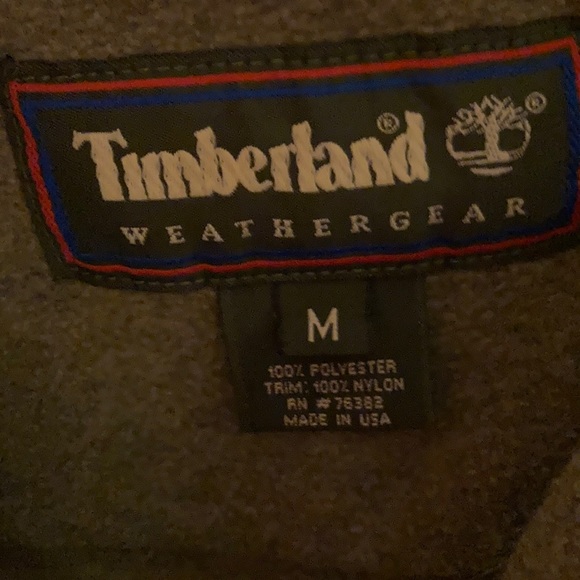 Timberland®
®
WEATHERGEAR
M
100% POLYESTER
TRIM: 100% NYLON
RN #76382
MADE IN USA